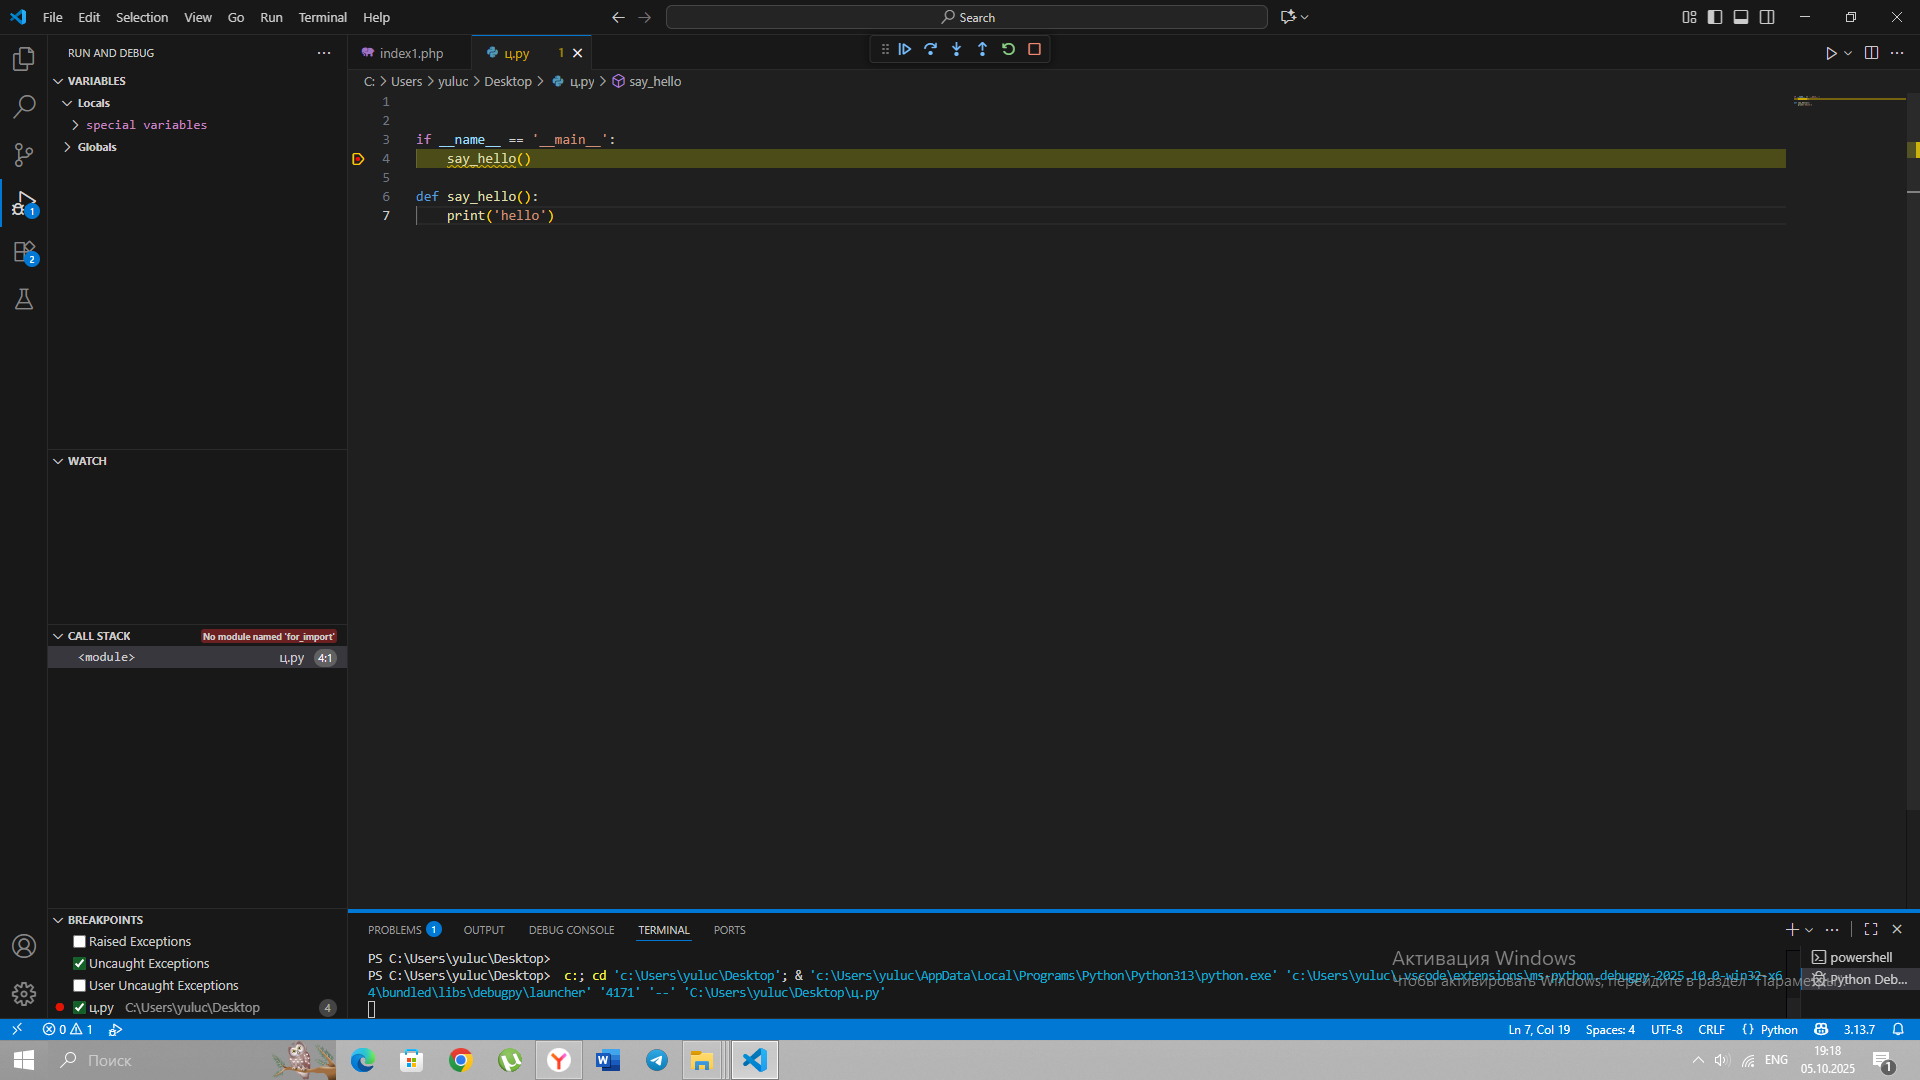 File Edit Selection View Go Run Terminal Help
Search
RUN AND DEBUG
index1.php
ц.py 1
VARIABLES
Locals
special variables
Globals
C: > Users > yuluc > Desktop > ц.py > say_hello
1
2
3 if __name__ == '__main__':
4 say_hello()
5
6 def say_hello():
7 print('hello')
1
2
WATCH
CALL STACK No module named 'for_import'
<module> ц.py 4:1
BREAKPOINTS
Raised Exceptions
Uncaught Exceptions
User Uncaught Exceptions
ц.py C:\Users\yuluc\Desktop 4
PROBLEMS 1 OUTPUT DEBUG CONSOLE TERMINAL PORTS
PS C:\Users\yuluc\Desktop>
PS C:\Users\yuluc\Desktop> c:; cd 'c:\Users\yuluc\Desktop'; & 'c:\Users\yuluc\AppData\Local\Programs\Python\Python313\python.exe' 'c:\Users\yuluc\.vscode\extensions\ms-python.debugpy-2025.10.0-win32-x6
4\bundled\libs\debugpy\launcher' '4171' '--' 'C:\Users\yuluc\Desktop\ц.py'
powershell
Python Deb...
Активация Windows
Чтобы активировать Windows, перейдите в раздел "Параметры".
0 1
Ln 7, Col 19 Spaces: 4 UTF-8 CRLF {} Python 3.13.7
Поиск
ENG
19:18
05.10.2025
1